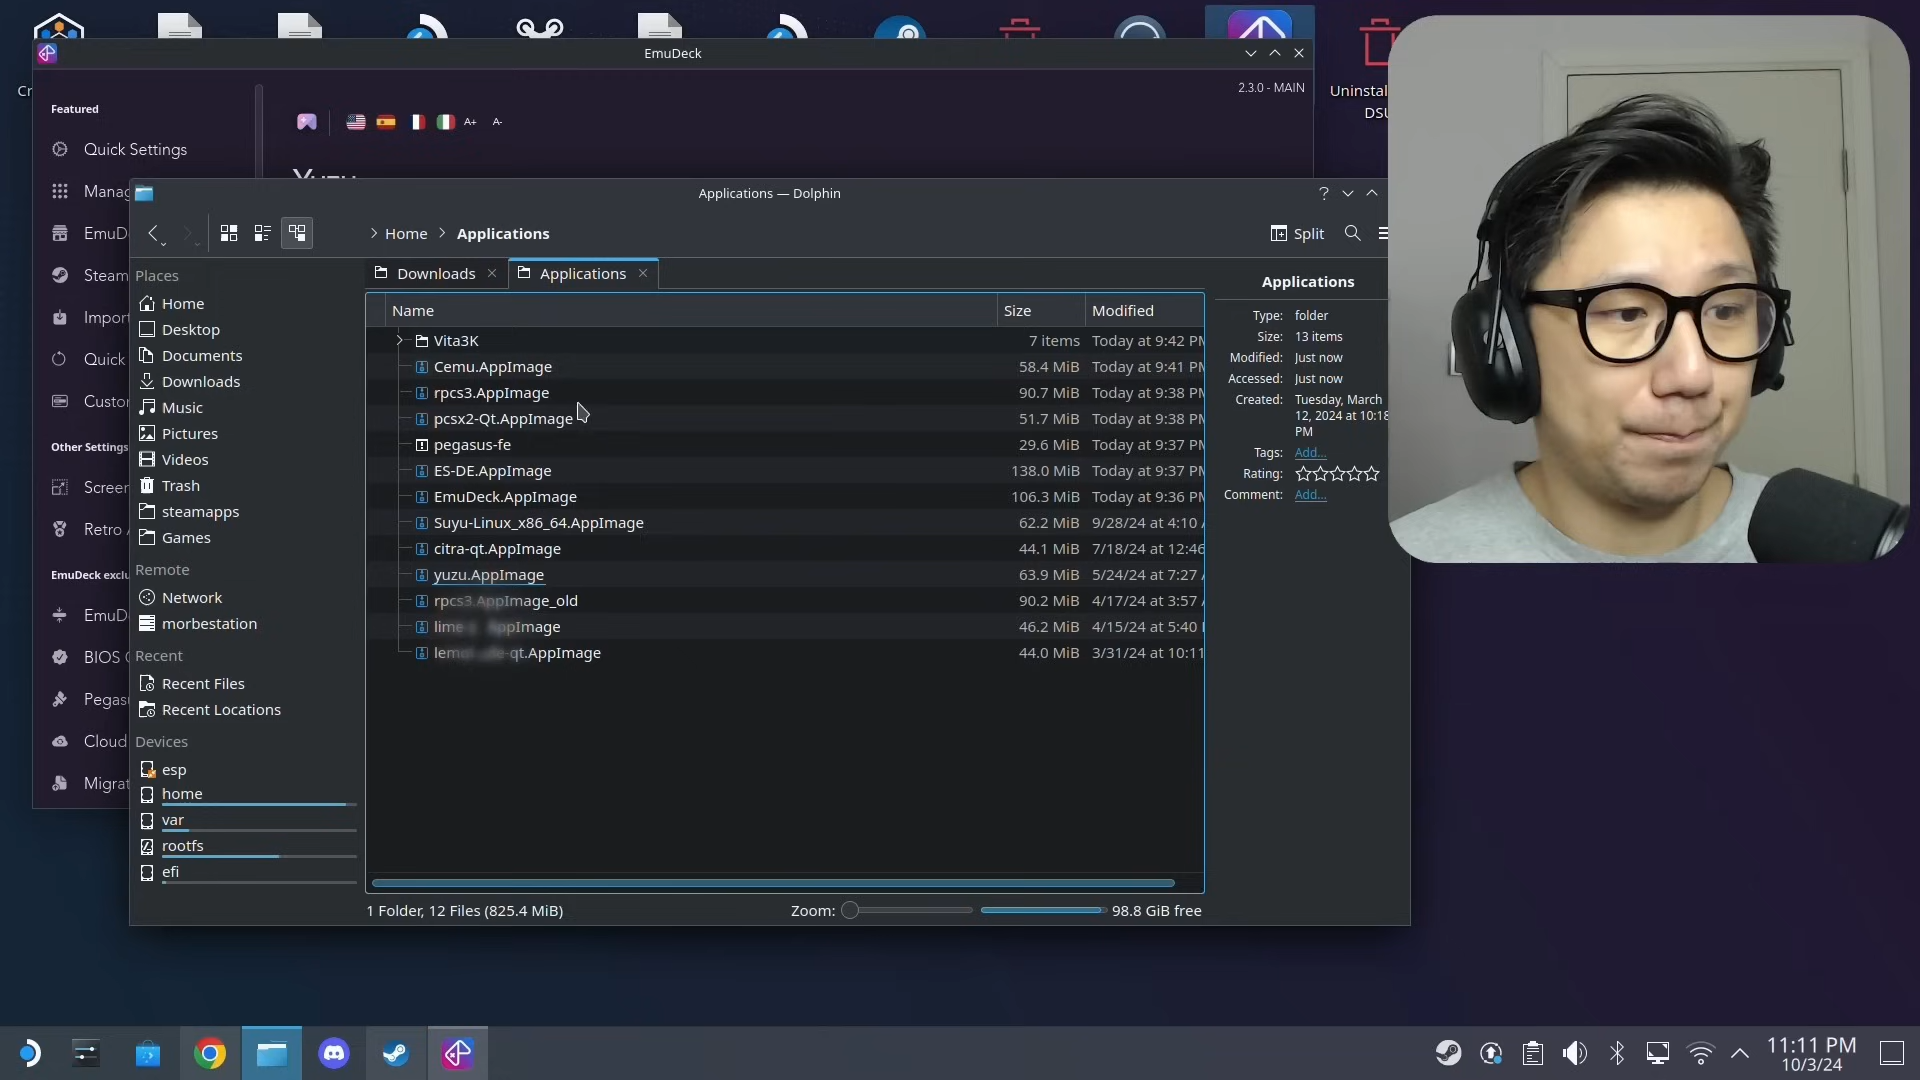 EmuDeck
Cr
Featured
2.3.0 - MAIN
Uninstal
DSU
A+ A-
Quick Settings
Yuzu
Manag
EmuD
Steam
Import
Quick
Custo
Other Settings
Screer
Retro
EmuDeck exclu
EmuD
BIOS C
Pegas
Cloud
Migrat
Applications — Dolphin
Home
Applications
Split
Places
Home
Desktop
Documents
Downloads
Music
Pictures
Videos
Trash
steamapps
Games
Remote
Network
morbestation
Recent
Recent Files
Recent Locations
Devices
esp
home
var
rootfs
efi
Downloads
Applications
Name Size Modified
Vita3K 7 items Today at 9:42 PM
Cemu.AppImage 58.4 MiB Today at 9:41 PM
rpcs3.AppImage 90.7 MiB Today at 9:38 PM
pcsx2-Qt.AppImage 51.7 MiB Today at 9:38 PM
pegasus-fe 29.6 MiB Today at 9:37 PM
ES-DE.AppImage 138.0 MiB Today at 9:37 PM
EmuDeck.AppImage 106.3 MiB Today at 9:36 PM
Suyu-Linux_x86_64.AppImage 62.2 MiB 9/28/24 at 4:10
citra-qt.AppImage 44.1 MiB 7/18/24 at 12:46
yuzu.AppImage 63.9 MiB 5/24/24 at 7:27
rpcs3.AppImage_old 90.2 MiB 4/17/24 at 3:57
AppImage 46.2 MiB 4/15/24 at 5:40
qt.AppImage 44.0 MiB 3/31/24 at 10:11
1 Folder, 12 Files (825.4 MiB)
Zoom:
98.8 GiB free
Applications
Type: folder
Size: 13 items
Modified: Just now
Accessed: Just now
Created: Tuesday, March
12, 2024 at 10:18
PM
Tags: Add...
Rating:
Comment: Add...
11:11 PM
10/3/24